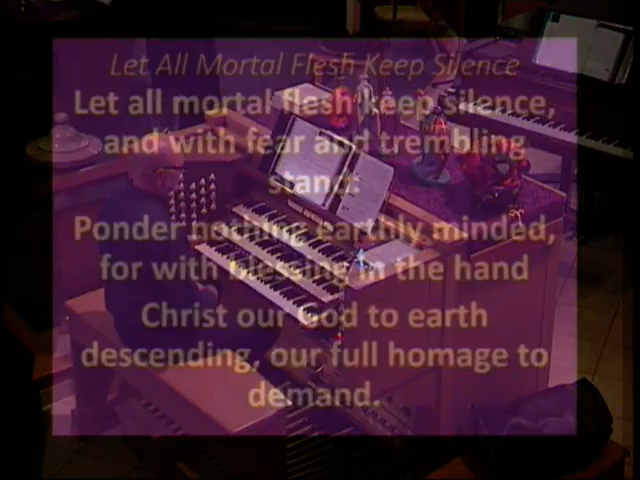 Let All Mortal Flesh Keep Silence
Let all mortal flesh keep silence,
and with fear and trembling
stand:
Ponder nothing earthly minded,
for with blessing in the hand
Christ our God to earth
descending, our full homage to
demand.